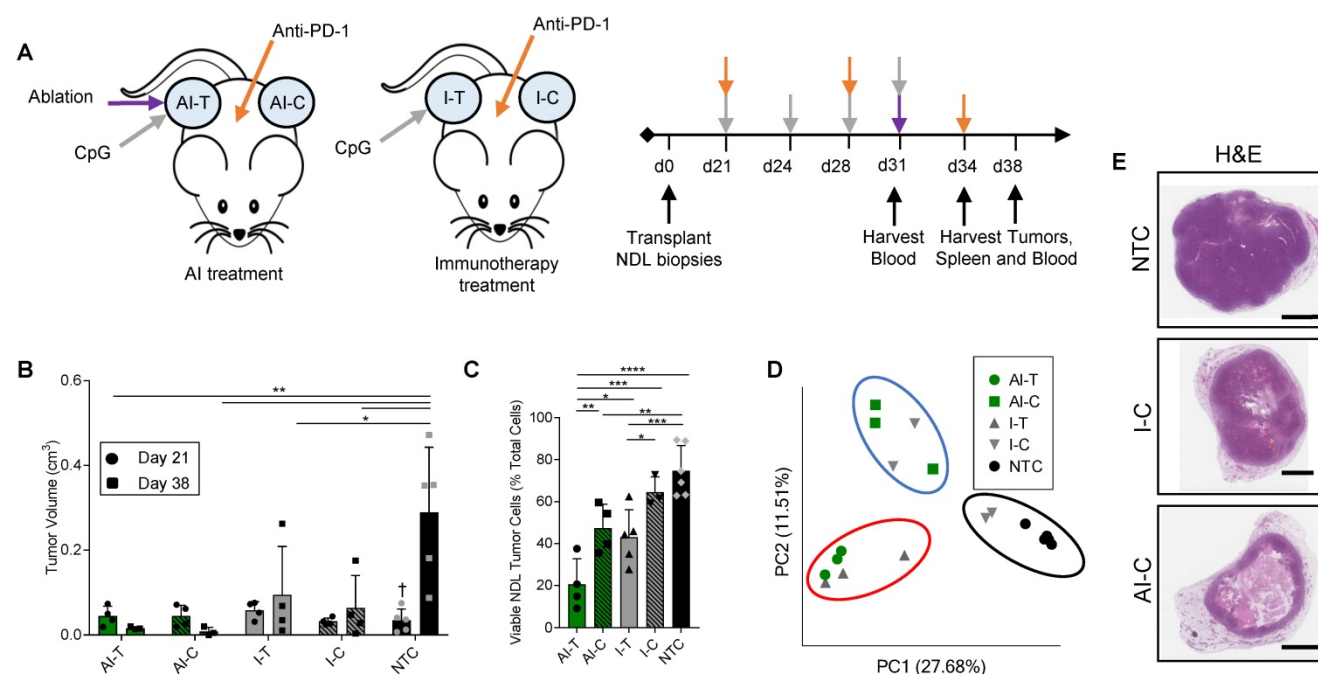 A
Anti-PD-1
Ablation
AI-T
AI-C
CpG
AI treatment
Anti-PD-1
I-T
I-C
CpG
Immunotherapy
treatment
d0
d21
d24
d28
d31
d34
d38
Transplant
NDL biopsies
Harvest
Blood
Harvest Tumors,
Spleen and Blood
B
Tumor Volume (cm³)
0.6
0.4
0.2
0.0
Day 21
Day 38
**
*
†
AI-T
AI-C
I-T
I-C
NTC
C
Viable NDL Tumor Cells (% Total Cells)
100
80
60
40
20
0
****
***
*
**
**
***
*
AI-T
AI-C
I-T
I-C
NTC
D
AI-T
AI-C
I-T
I-C
NTC
PC2 (11.51%)
PC1 (27.68%)
E
H&E
NTC
I-C
AI-C